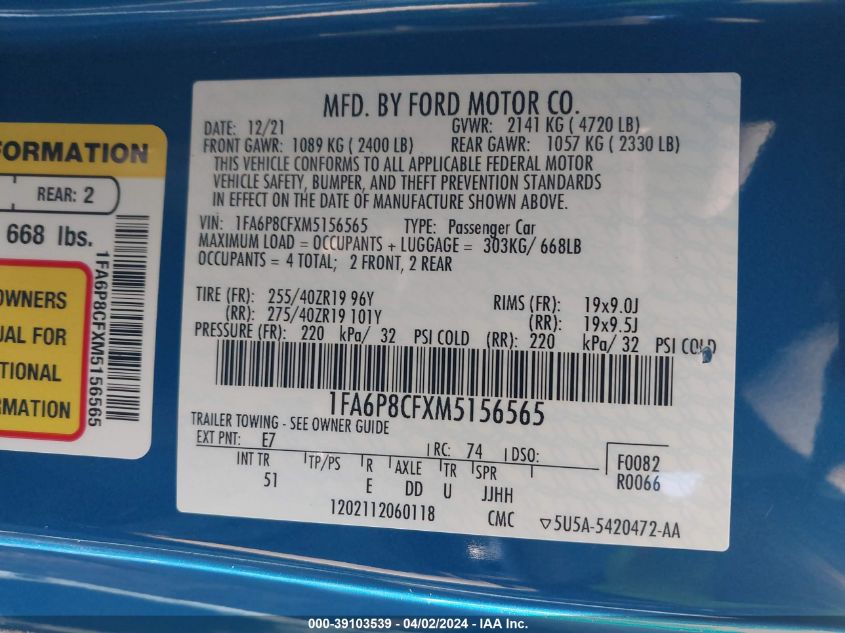 MFD. BY FORD MOTOR CO.
DATE: 12/21 GVWR: 2141 KG ( 4720 LB)
FRONT GAWR: 1089 KG ( 2400 LB) REAR GAWR: 1057 KG ( 2330 LB)
THIS VEHICLE CONFORMS TO ALL APPLICABLE FEDERAL MOTOR
VEHICLE SAFETY, BUMPER, AND THEFT PREVENTION STANDARDS
IN EFFECT ON THE DATE OF MANUFACTURE SHOWN ABOVE.
VIN: 1FA6P8CFXM5156565 TYPE: Passenger Car
MAXIMUM LOAD = OCCUPANTS + LUGGAGE = 303KG/ 668LB
OCCUPANTS = 4 TOTAL; 2 FRONT, 2 REAR
TIRE (FR): 255/40ZR19 96Y RIMS (FR): 19x9.0J
(RR): 275/40ZR19 101Y (RR): 19x9.5J
PRESSURE (FR): 220 kPa/ 32 PSI COLD (RR): 220 kPa/ 32 PSI COLD
1FA6P8CFXM5156565
TRAILER TOWING - SEE OWNER GUIDE
EXT PNT: E7 RC: 74 DSO: F0082
R0066
INT TR TP/PS R AXLE TR SPR
51 E DD U JJHH
1202112060118 CMC ▽5U5A-5420472-AA
FORMATION
REAR: 2
668 lbs.
1FA6P8CFXM5156565
OWNERS
UAL FOR
TIONAL
MATION
000-39103539 - 04/02/2024 - IAA Inc.